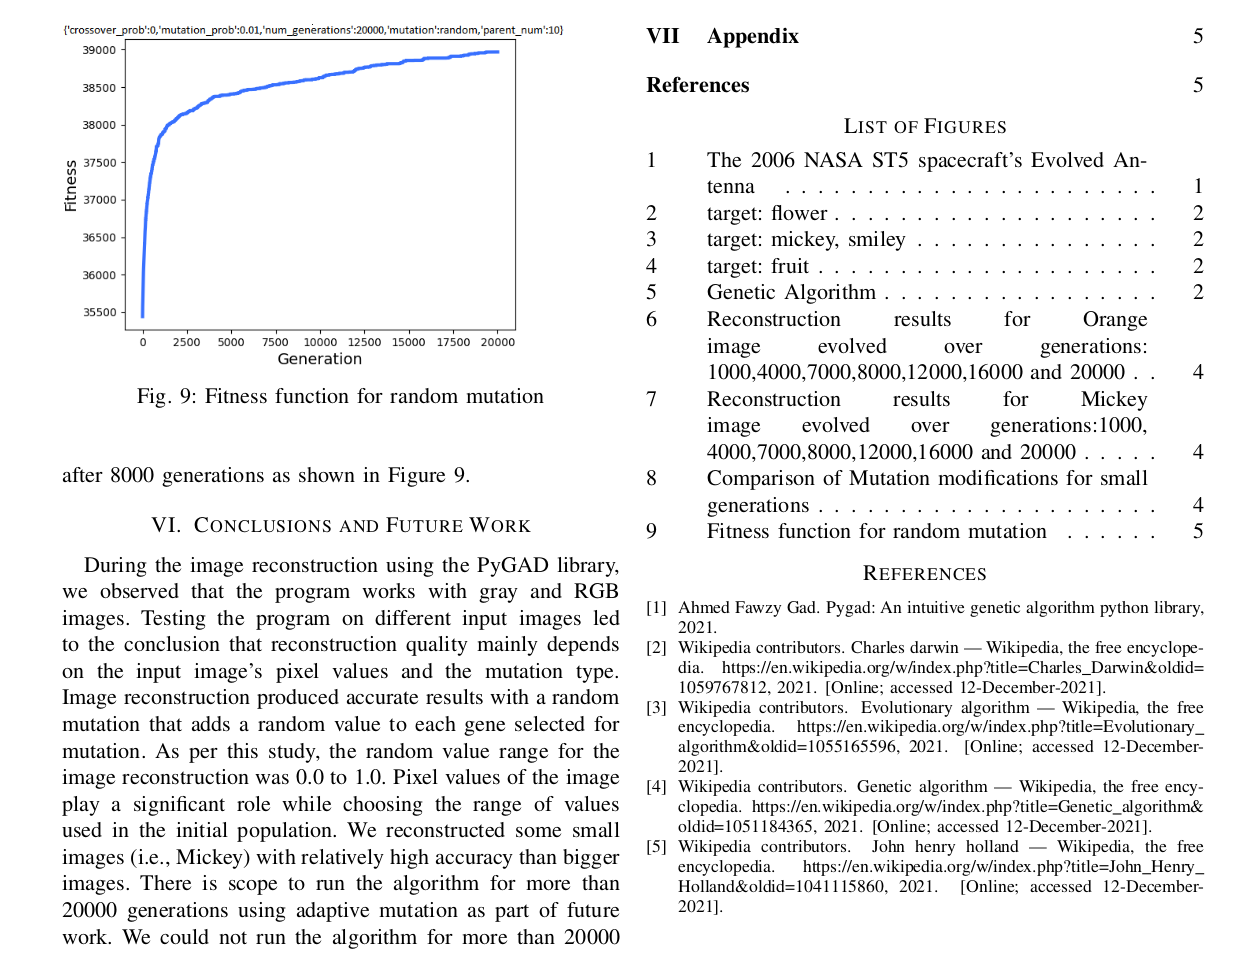 {'crossover_prob':0,'mutation_prob':0.01,'num_generations':20000,'mutation':random,'parent_num':10}
39000
38500
38000
37500
37000
36500
36000
35500
Fitness
0 2500 5000 7500 10000 12500 15000 17500 20000
Generation
Fig. 9: Fitness function for random mutation
after 8000 generations as shown in Figure 9.
VI. CONCLUSIONS AND FUTURE WORK
During the image reconstruction using the PyGAD library,
we observed that the program works with gray and RGB
images. Testing the program on different input images led
to the conclusion that reconstruction quality mainly depends
on the input image's pixel values and the mutation type.
Image reconstruction produced accurate results with a random
mutation that adds a random value to each gene selected for
mutation. As per this study, the random value range for the
image reconstruction was 0.0 to 1.0. Pixel values of the image
play a significant role while choosing the range of values
used in the initial population. We reconstructed some small
images (i.e., Mickey) with relatively high accuracy than bigger
images. There is scope to run the algorithm for more than
20000 generations using adaptive mutation as part of future
work. We could not run the algorithm for more than 20000
VII Appendix 5
References 5
LIST OF FIGURES
1 The 2006 NASA ST5 spacecraft's Evolved An-
tenna . . . . . . . . . . . . . . . . . . . . . . . 1
2 target: flower . . . . . . . . . . . . . . . . . . . . 2
3 target: mickey, smiley . . . . . . . . . . . . . . . 2
4 target: fruit . . . . . . . . . . . . . . . . . . . . . 2
5 Genetic Algorithm . . . . . . . . . . . . . . . . . 2
6 Reconstruction results for Orange
image evolved over generations:
1000,4000,7000,8000,12000,16000 and 20000 . . 4
7 Reconstruction results for Mickey
image evolved over generations:1000,
4000,7000,8000,12000,16000 and 20000 . . . . . 4
8 Comparison of Mutation modifications for small
generations . . . . . . . . . . . . . . . . . . . . . 4
9 Fitness function for random mutation . . . . . . 5
REFERENCES
[1] Ahmed Fawzy Gad. Pygad: An intuitive genetic algorithm python library,
2021.
[2] Wikipedia contributors. Charles darwin — Wikipedia, the free encyclope-
dia. https://en.wikipedia.org/w/index.php?title=Charles_Darwin&oldid=
1059767812, 2021. [Online; accessed 12-December-2021].
[3] Wikipedia contributors. Evolutionary algorithm — Wikipedia, the free
encyclopedia. https://en.wikipedia.org/w/index.php?title=Evolutionary_
algorithm&oldid=1055165596, 2021. [Online; accessed 12-December-
2021].
[4] Wikipedia contributors. Genetic algorithm — Wikipedia, the free ency-
clopedia. https://en.wikipedia.org/w/index.php?title=Genetic_algorithm&
oldid=1051184365, 2021. [Online; accessed 12-December-2021].
[5] Wikipedia contributors. John henry holland — Wikipedia, the free
encyclopedia. https://en.wikipedia.org/w/index.php?title=John_Henry_
Holland&oldid=1041115860, 2021. [Online; accessed 12-December-
2021].